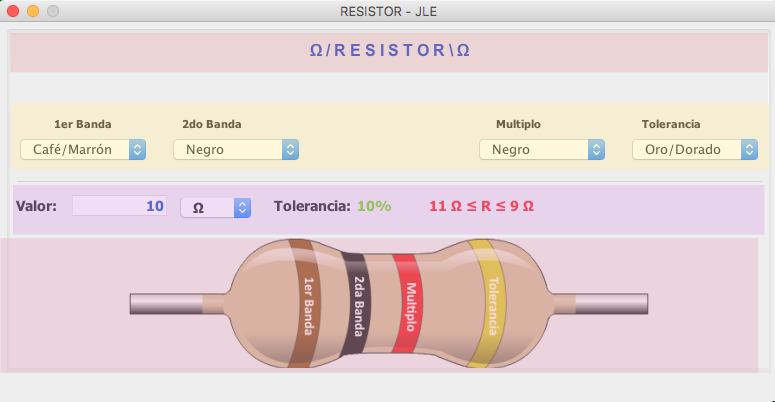 RESISTOR - JLE
Ω/RESISTOR\Ω
1er Banda 2do Banda Multiplo Tolerancia
Café/Marrón Negro Negro Oro/Dorado
Valor: 10 Ω Tolerancia: 10% 11 Ω ≤ R ≤ 9 Ω
1er Banda
2da Banda
Multiplo
Tolerancia